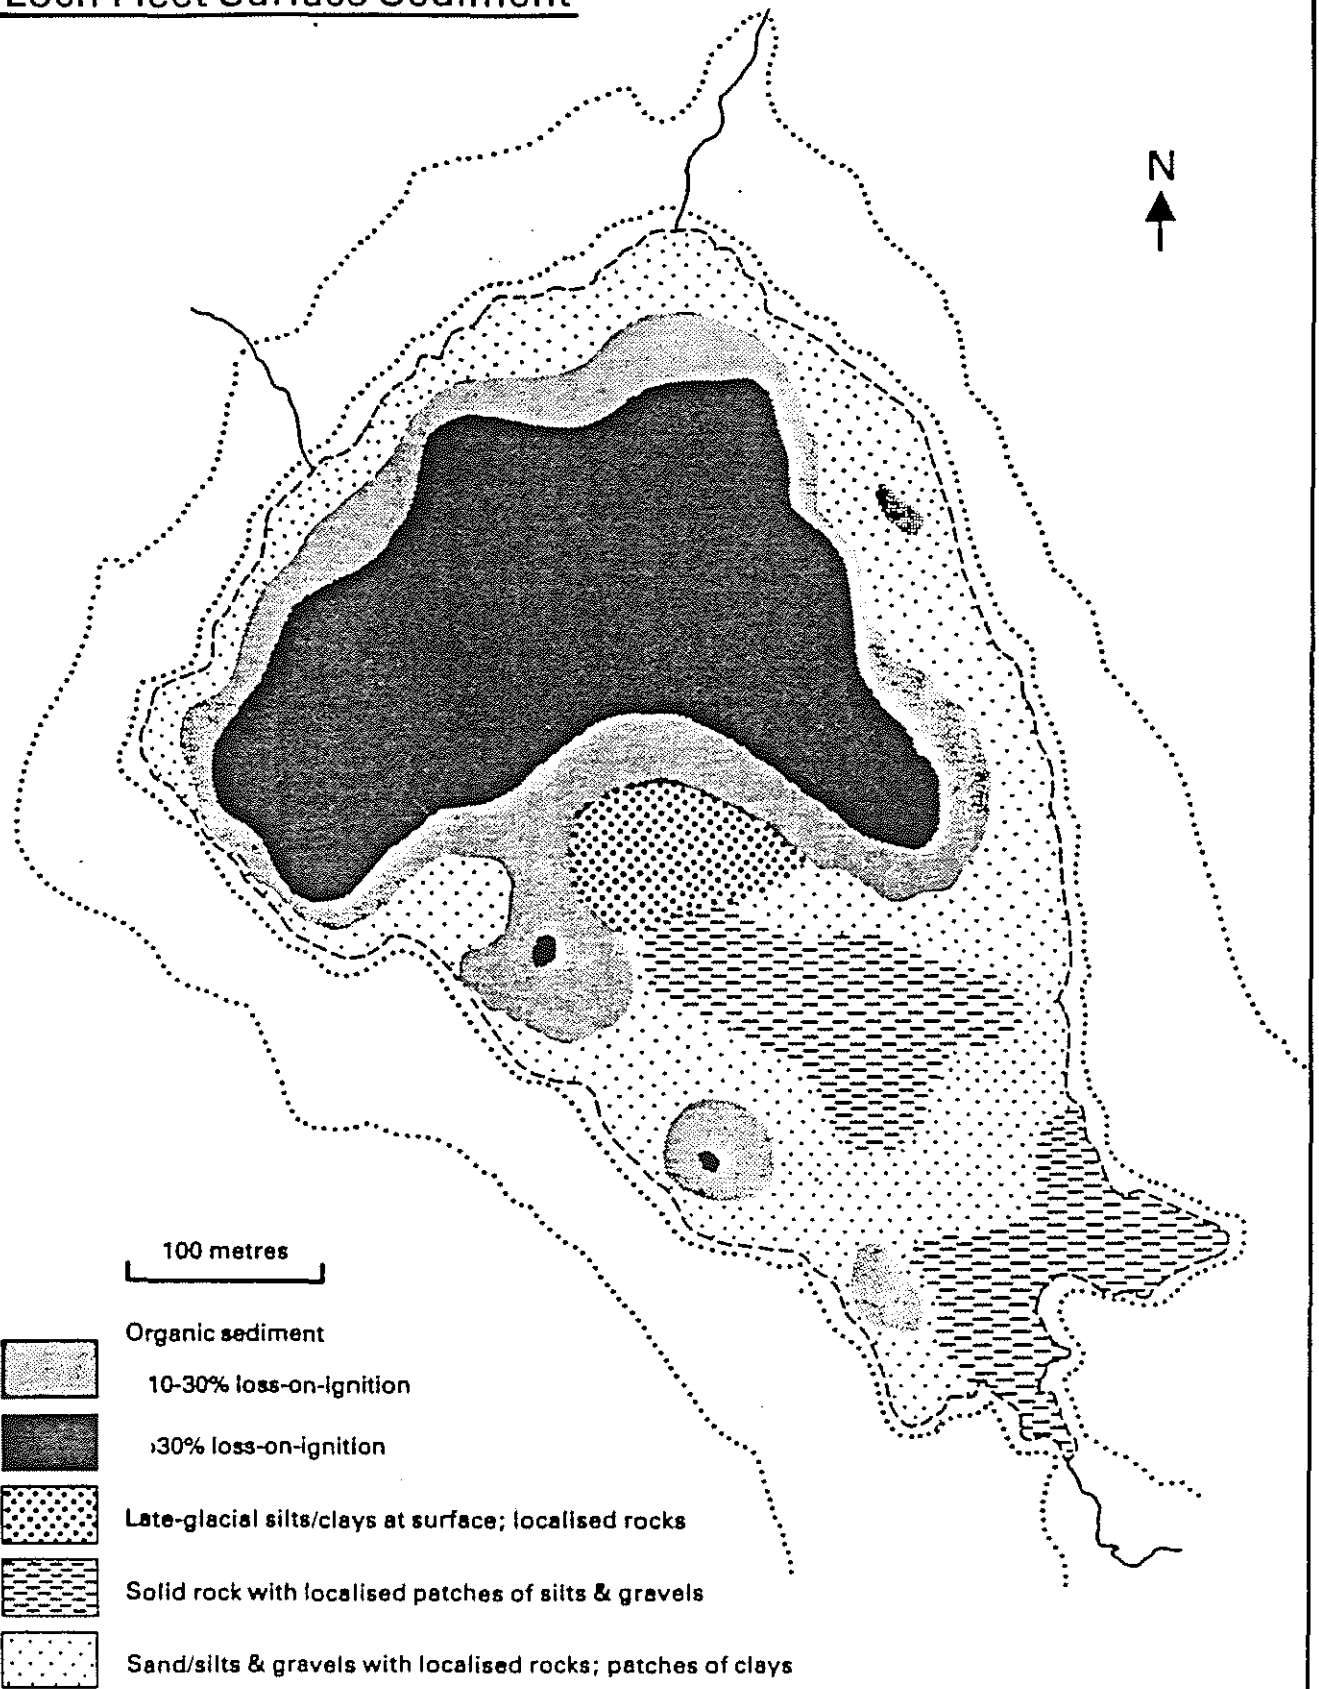 Loch Fleet Surface Sediment
N
100 metres
Organic sediment
10-30% loss-on-ignition
›30% loss-on-ignition
Late-glacial silts/clays at surface; localised rocks
Solid rock with localised patches of silts & gravels
Sand/silts & gravels with localised rocks; patches of clays